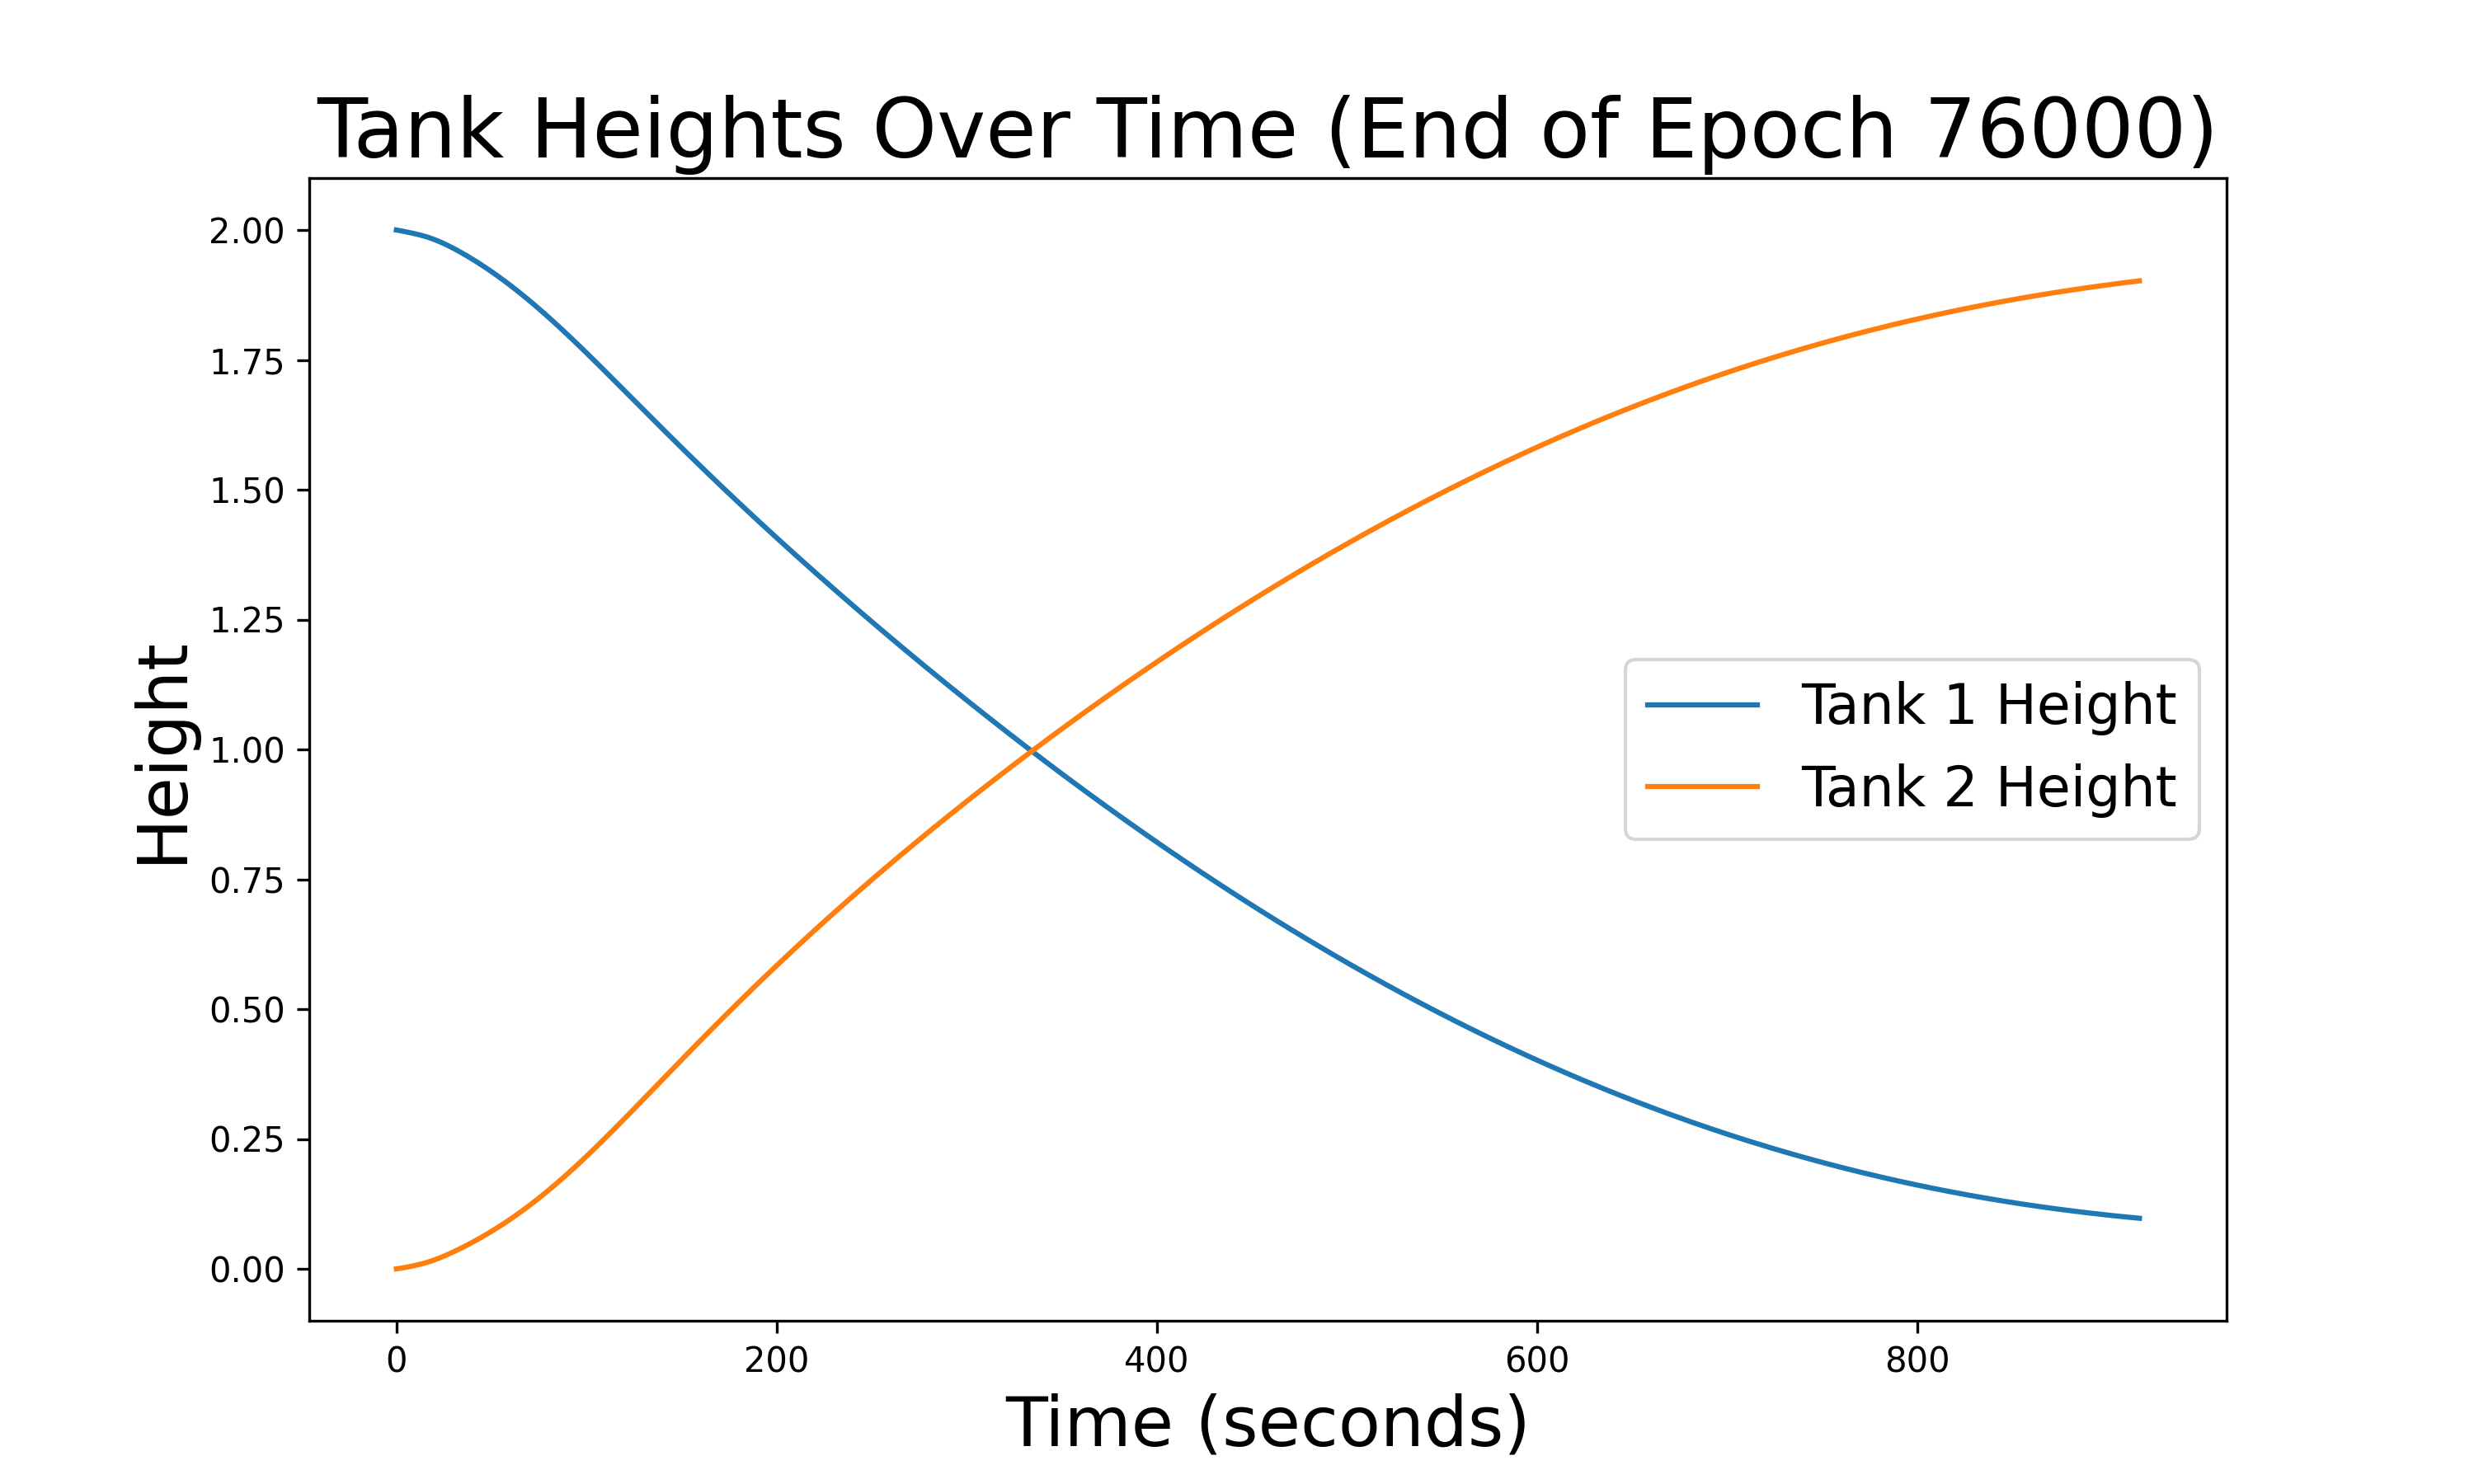 Tank Heights Over Time (End of Epoch 76000)
2.00
1.75
1.50
1.25
1.00
0.75
0.50
0.25
0.00
Height
Tank 1 Height
Tank 2 Height
0 200 400 600 800
Time (seconds)